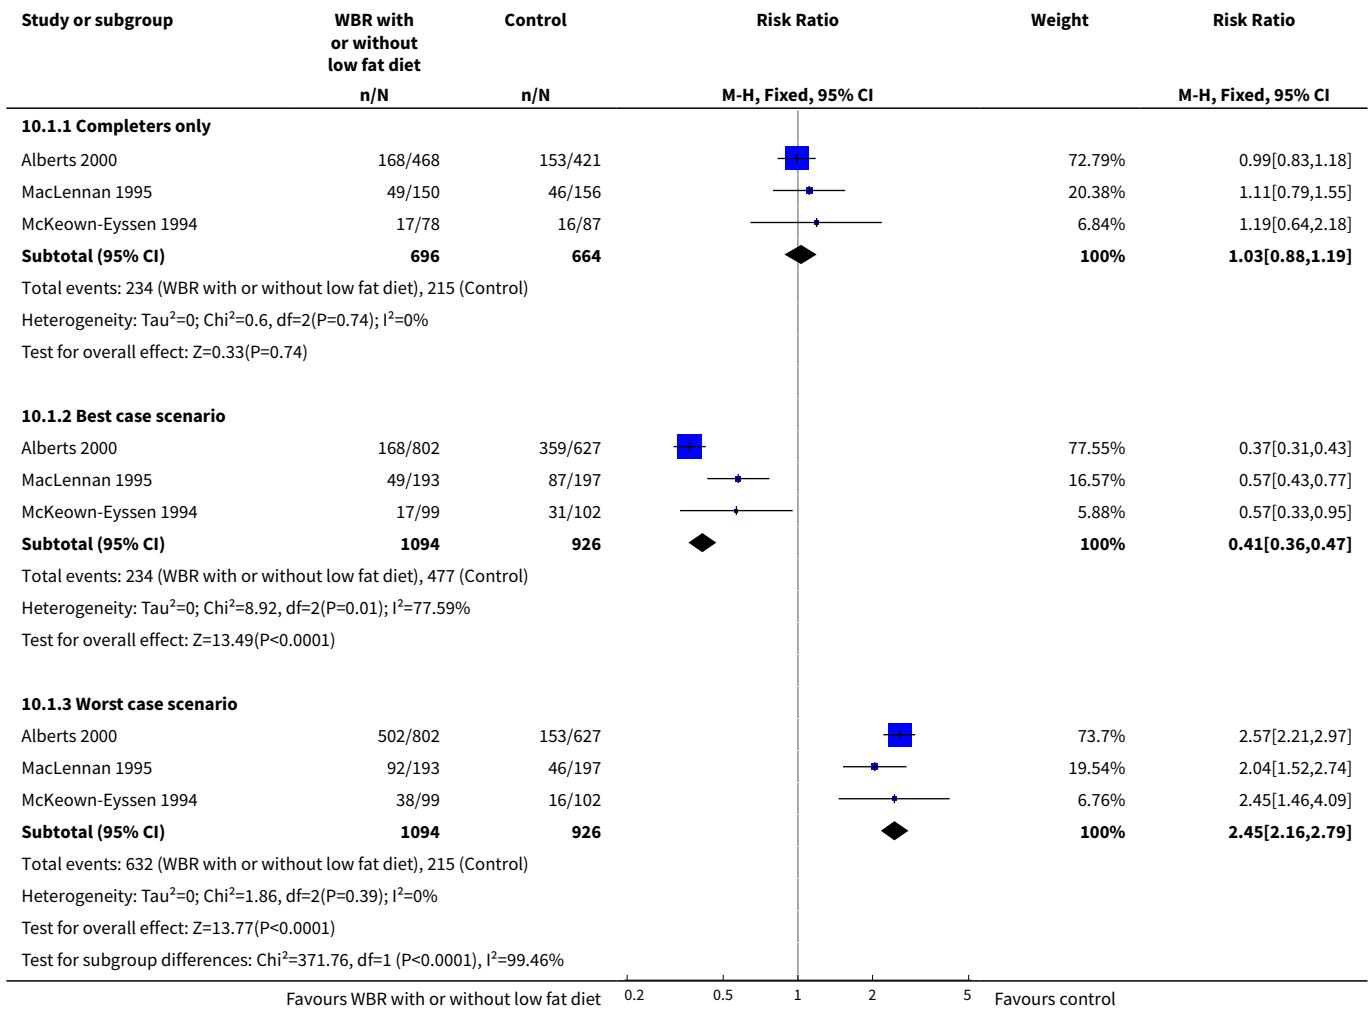 Study or subgroup WBR with Control Risk Ratio Weight Risk Ratio
or without
low fat diet
n/N n/N M-H, Fixed, 95% CI M-H, Fixed, 95% CI
10.1.1 Completers only
Alberts 2000 168/468 153/421 72.79% 0.99[0.83,1.18]
MacLennan 1995 49/150 46/156 20.38% 1.11[0.79,1.55]
McKeown-Eyssen 1994 17/78 16/87 6.84% 1.19[0.64,2.18]
Subtotal (95% CI) 696 664 100% 1.03[0.88,1.19]
Total events: 234 (WBR with or without low fat diet), 215 (Control)
Heterogeneity: Tau²=0; Chi²=0.6, df=2(P=0.74); I²=0%
Test for overall effect: Z=0.33(P=0.74)
10.1.2 Best case scenario
Alberts 2000 168/802 359/627 77.55% 0.37[0.31,0.43]
MacLennan 1995 49/193 87/197 16.57% 0.57[0.43,0.77]
McKeown-Eyssen 1994 17/99 31/102 5.88% 0.57[0.33,0.95]
Subtotal (95% CI) 1094 926 100% 0.41[0.36,0.47]
Total events: 234 (WBR with or without low fat diet), 477 (Control)
Heterogeneity: Tau²=0; Chi²=8.92, df=2(P=0.01); I²=77.59%
Test for overall effect: Z=13.49(P<0.0001)
10.1.3 Worst case scenario
Alberts 2000 502/802 153/627 73.7% 2.57[2.21,2.97]
MacLennan 1995 92/193 46/197 19.54% 2.04[1.52,2.74]
McKeown-Eyssen 1994 38/99 16/102 6.76% 2.45[1.46,4.09]
Subtotal (95% CI) 1094 926 100% 2.45[2.16,2.79]
Total events: 632 (WBR with or without low fat diet), 215 (Control)
Heterogeneity: Tau²=0; Chi²=1.86, df=2(P=0.39); I²=0%
Test for overall effect: Z=13.77(P<0.0001)
Test for subgroup differences: Chi²=371.76, df=1 (P<0.0001), I²=99.46%
Favours WBR with or without low fat diet 0.2 0.5 1 2 5 Favours control